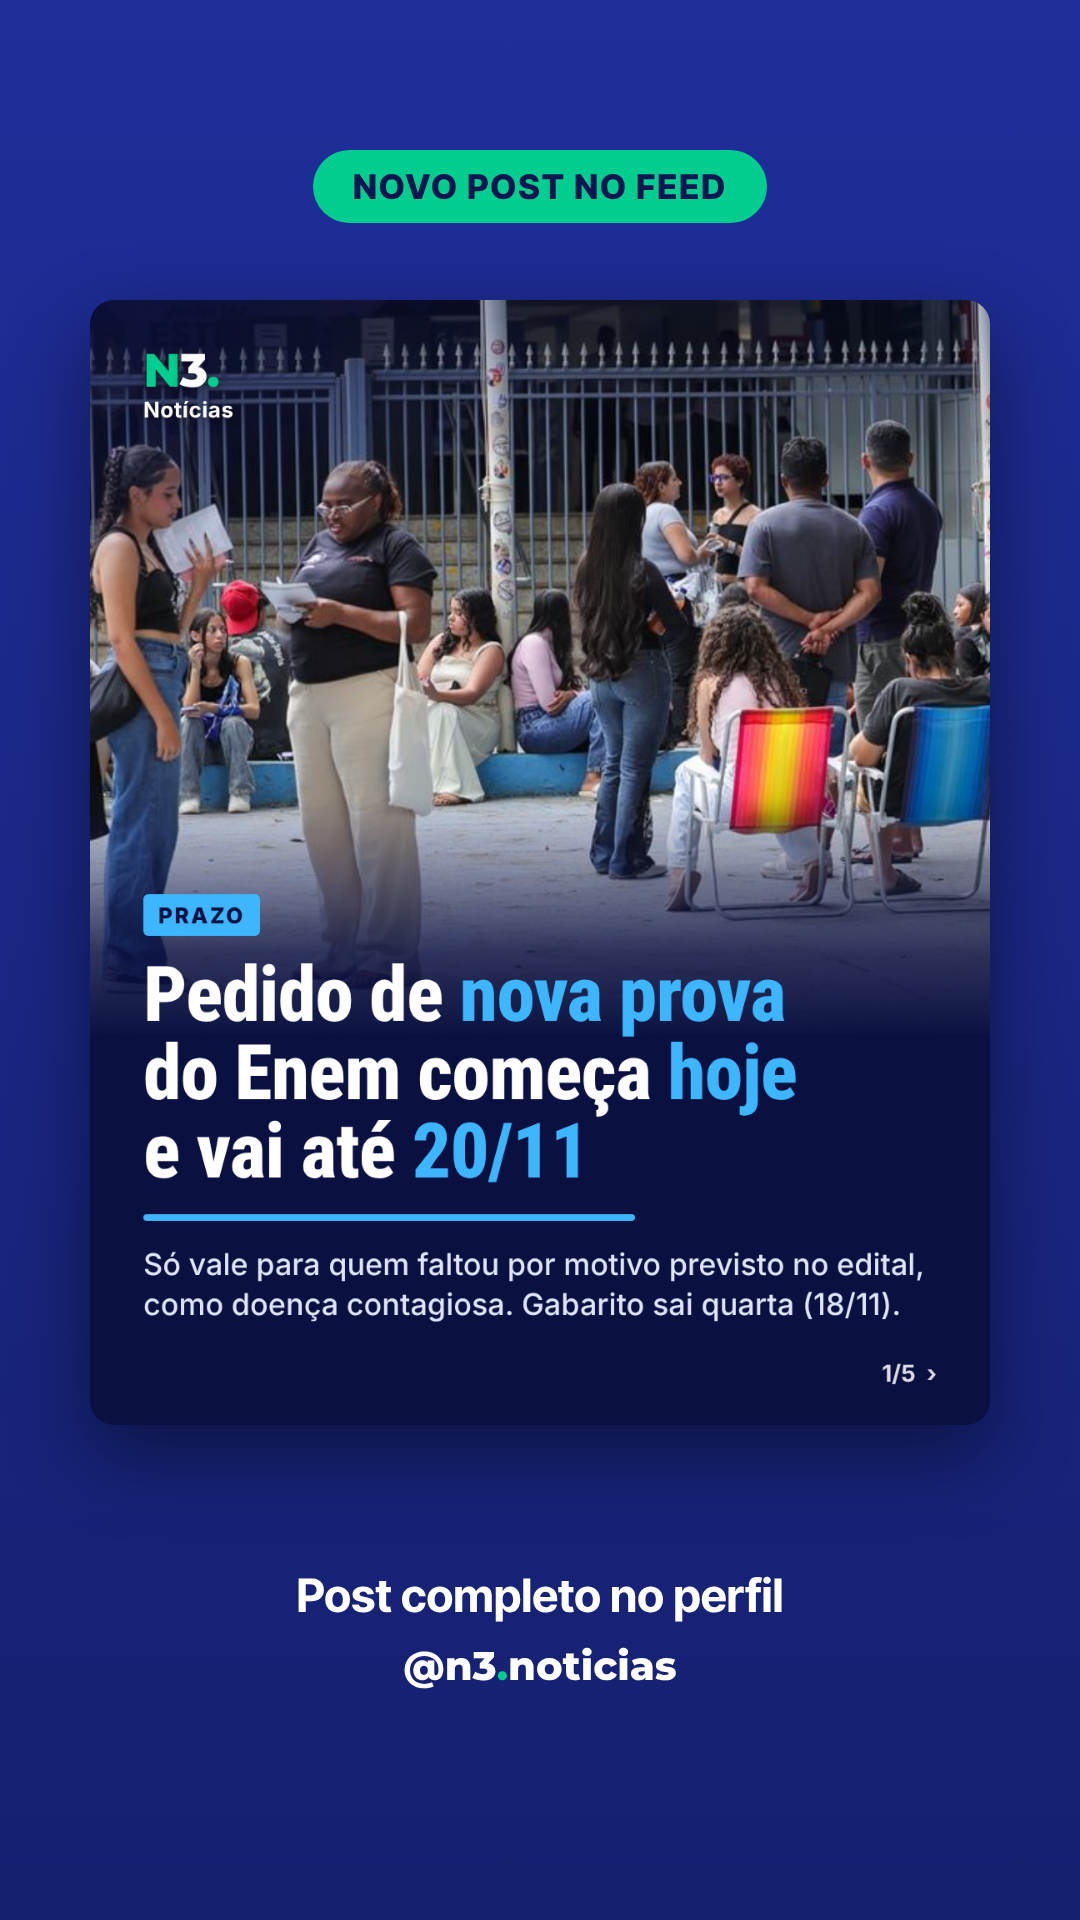 NOVO POST NO FEED
N3.
Notícias
PRAZO
Pedido de nova prova
do Enem começa hoje
e vai até 20/11
Só vale para quem faltou por motivo previsto no edital,
como doença contagiosa. Gabarito sai quarta (18/11).
1/5 ›
Post completo no perfil
@n3.noticias